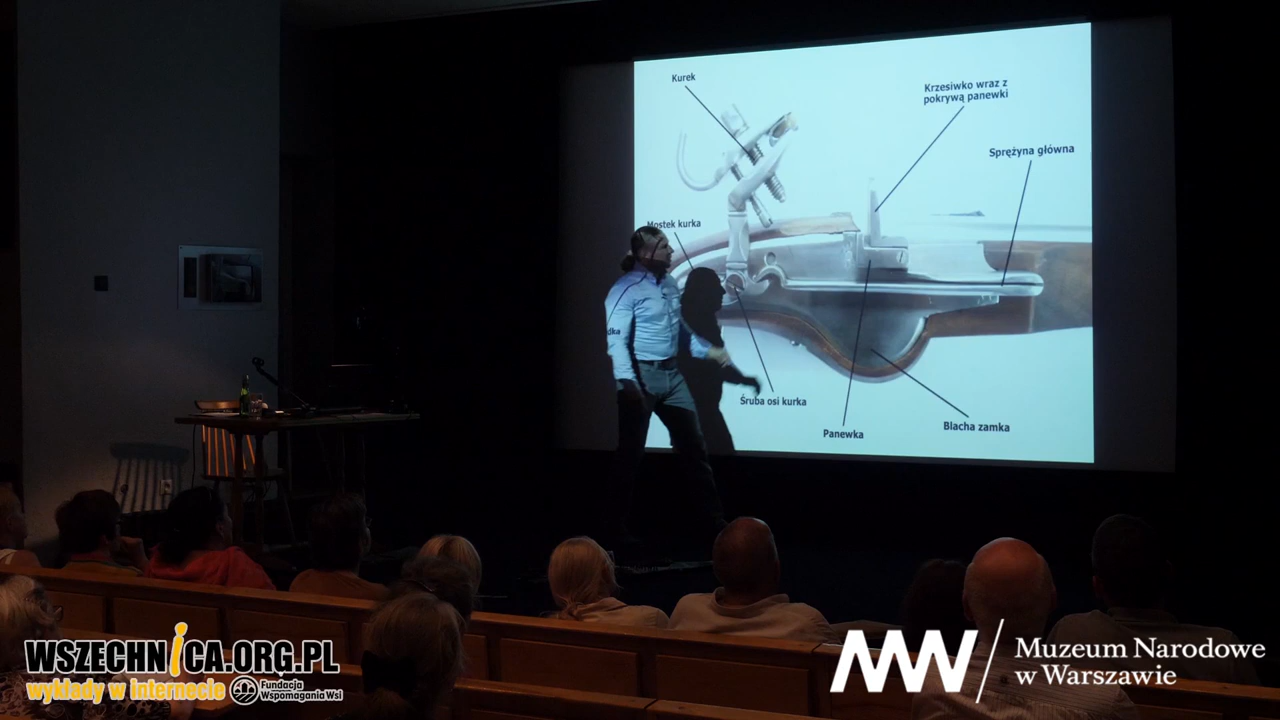 Kurek
Krzesiwko wraz z
pokrywą panewki
Sprężyna główna
Mostek kurka
dka
Śruba osi kurka
Panewka
Blacha zamka
WSZECHNICA.ORG.PL
wykłady w internecie
Fundacja
Wspomagania Wsi
MW
Muzeum Narodowe
w Warszawie